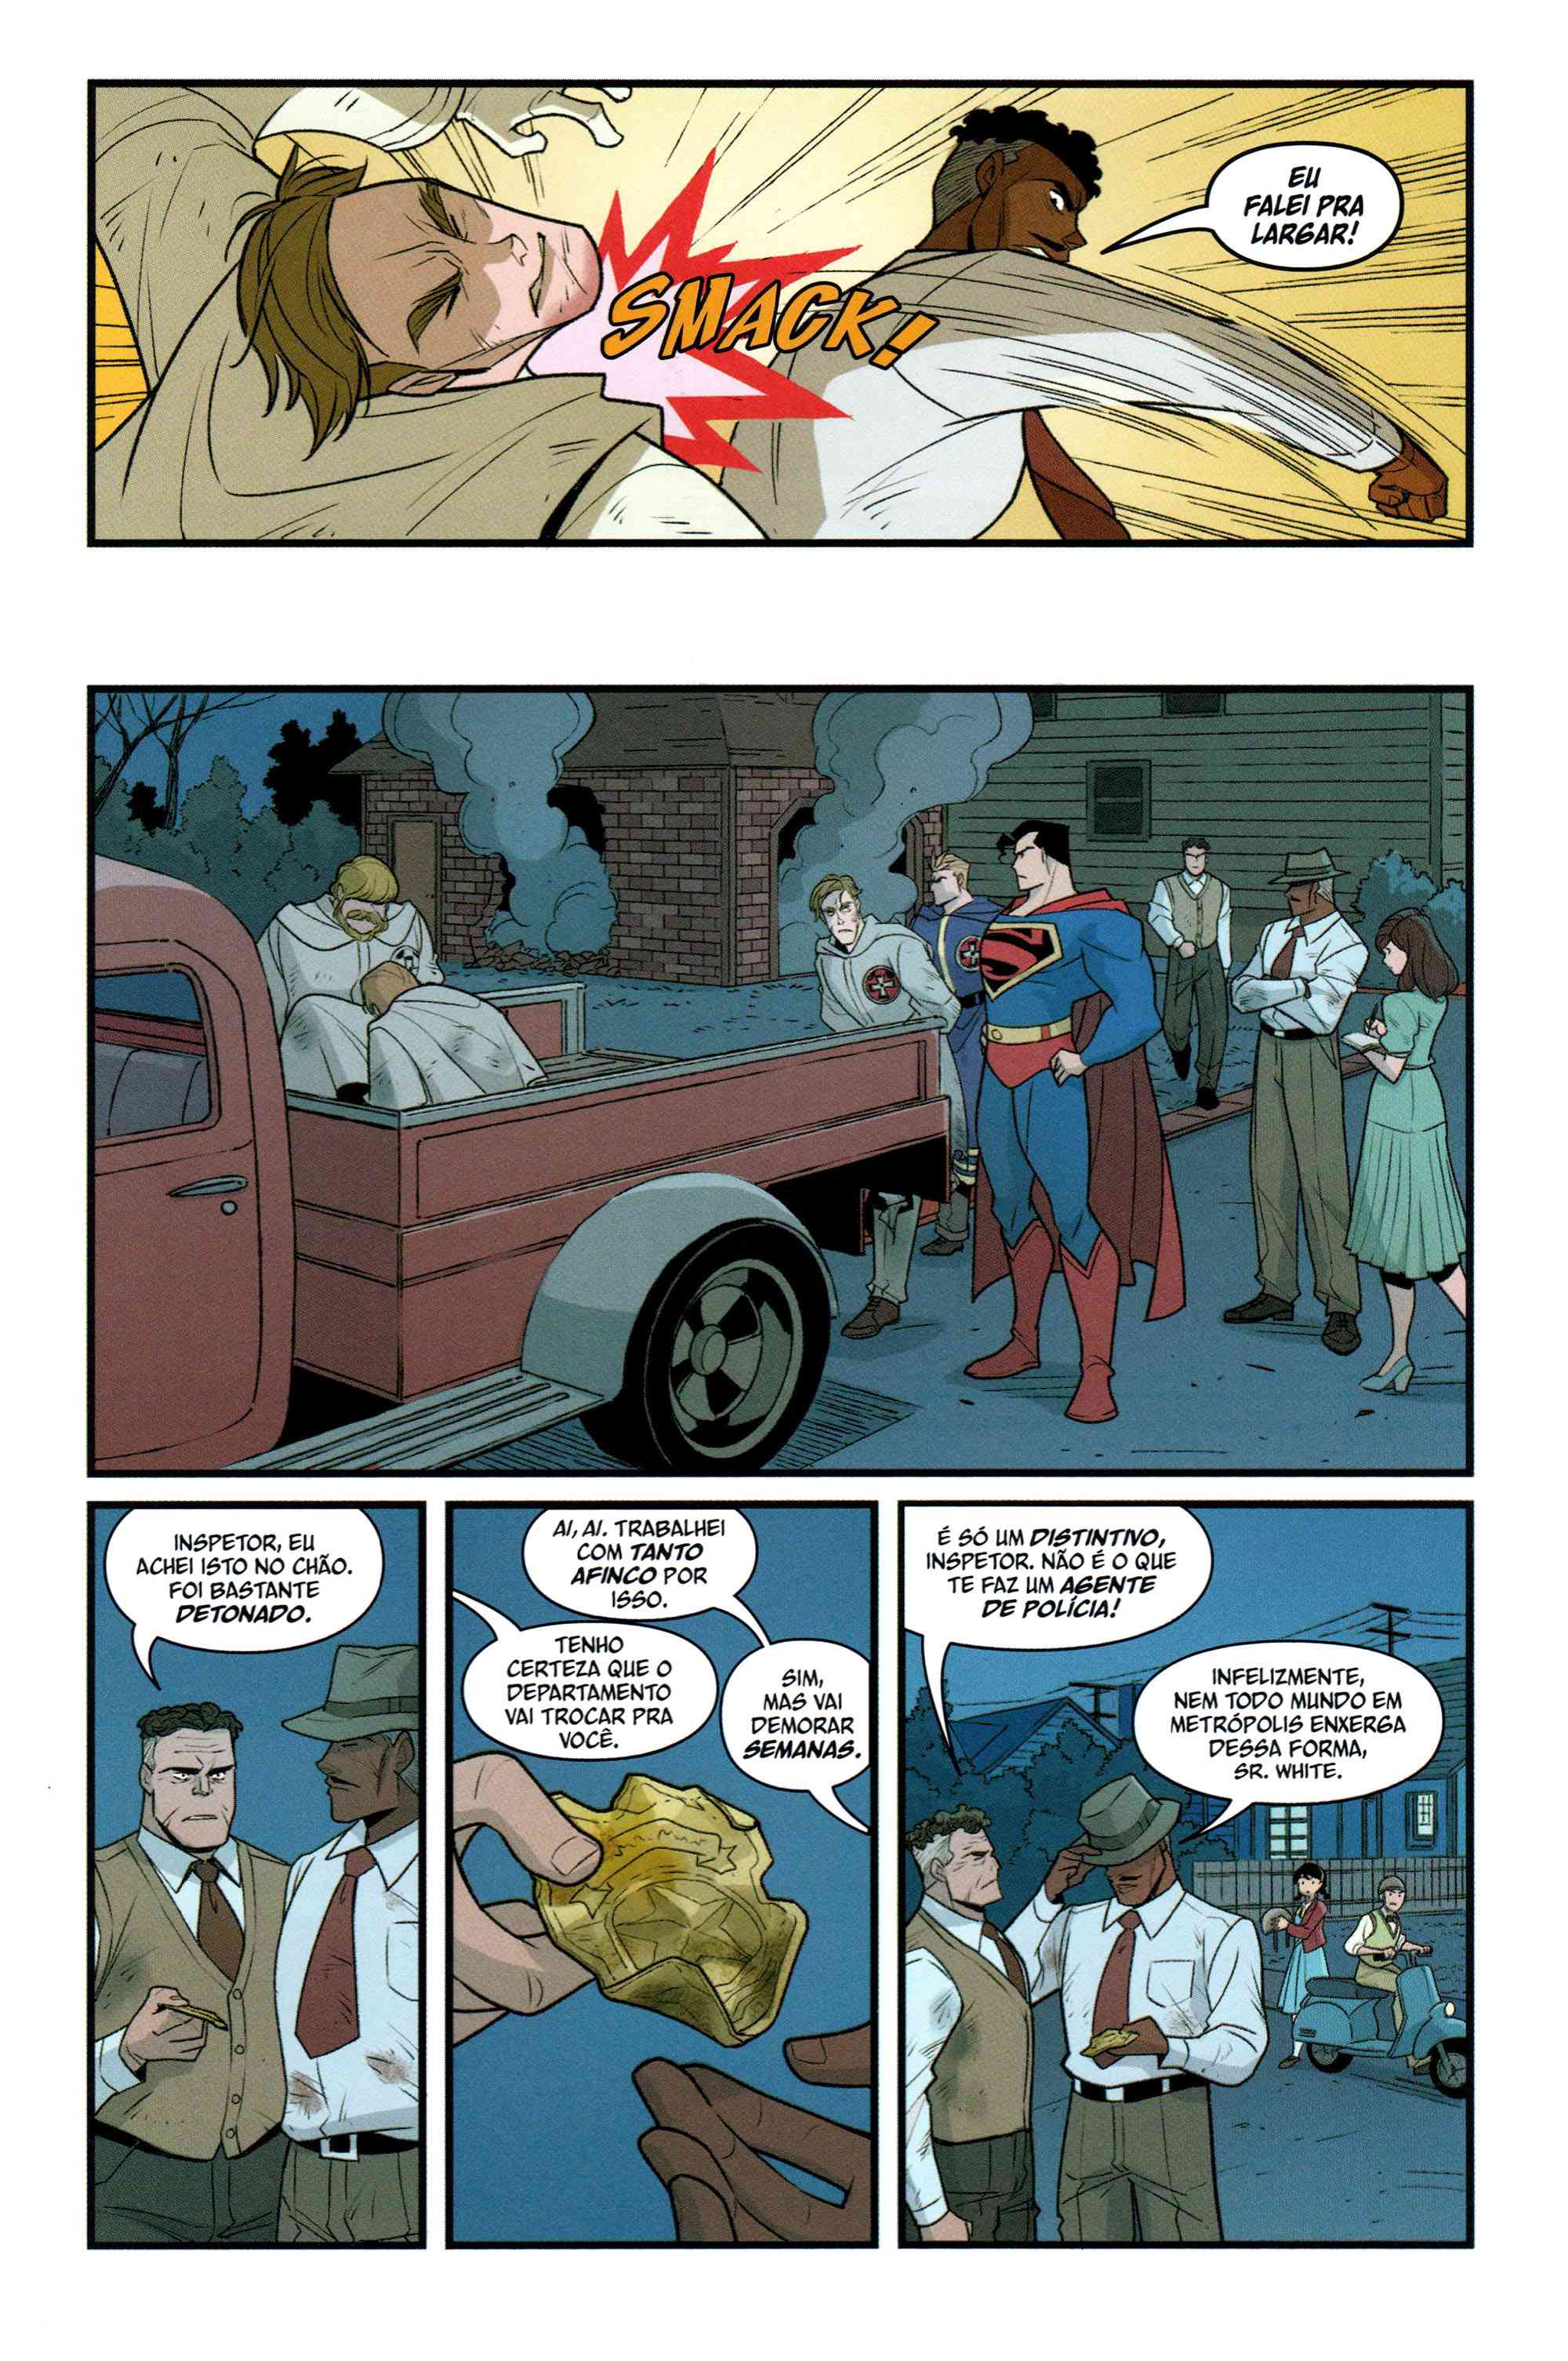 EU
FALEI PRA
LARGAR!
SMACK!
INSPETOR, EU
ACHEI ISTO NO CHÃO.
FOI BASTANTE
DETONADO.
AI, AI. TRABALHEI
COM TANTO
AFINCO POR
ISSO.
TENHO
CERTEZA QUE O
DEPARTAMENTO
VAI TROCAR PRA
VOCÊ.
SIM,
MAS VAI
DEMORAR
SEMANAS.
É SÓ UM DISTINTIVO,
INSPETOR. NÃO É O QUE
TE FAZ UM AGENTE
DE POLÍCIA!
INFELIZMENTE,
NEM TODO MUNDO EM
METRÓPOLIS ENXERGA
DESSA FORMA,
SR. WHITE.